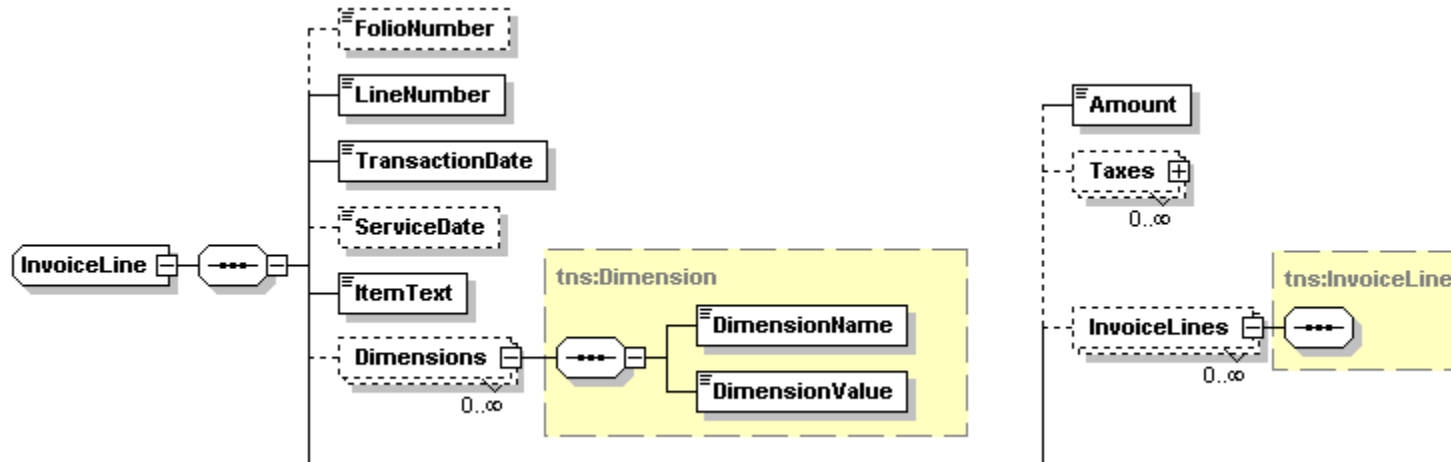 FolioNumber
LineNumber
TransactionDate
ServiceDate
InvoiceLine
ItemText
Dimensions
0..∞
tns:Dimension
DimensionName
DimensionValue
Amount
Taxes
0..∞
InvoiceLines
0..∞
tns:InvoiceLine